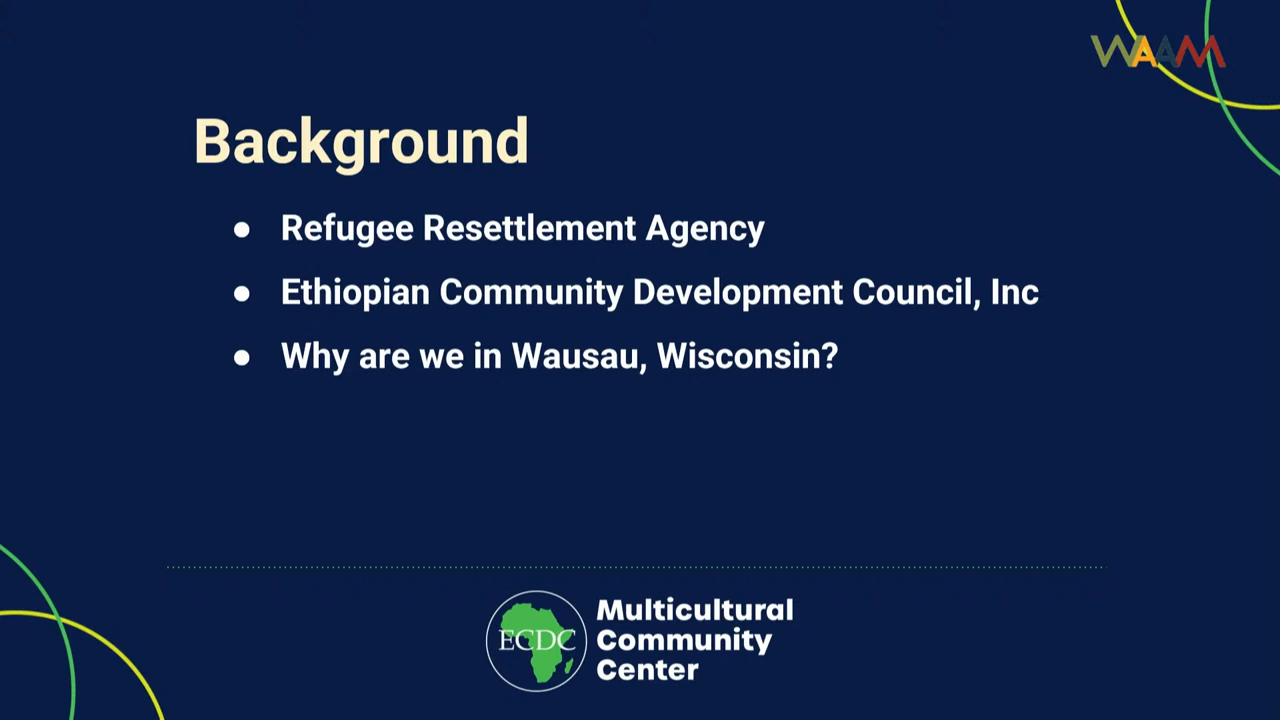 WAAM
Background
● Refugee Resettlement Agency
● Ethiopian Community Development Council, Inc
● Why are we in Wausau, Wisconsin?
ECDC
Multicultural
Community
Center